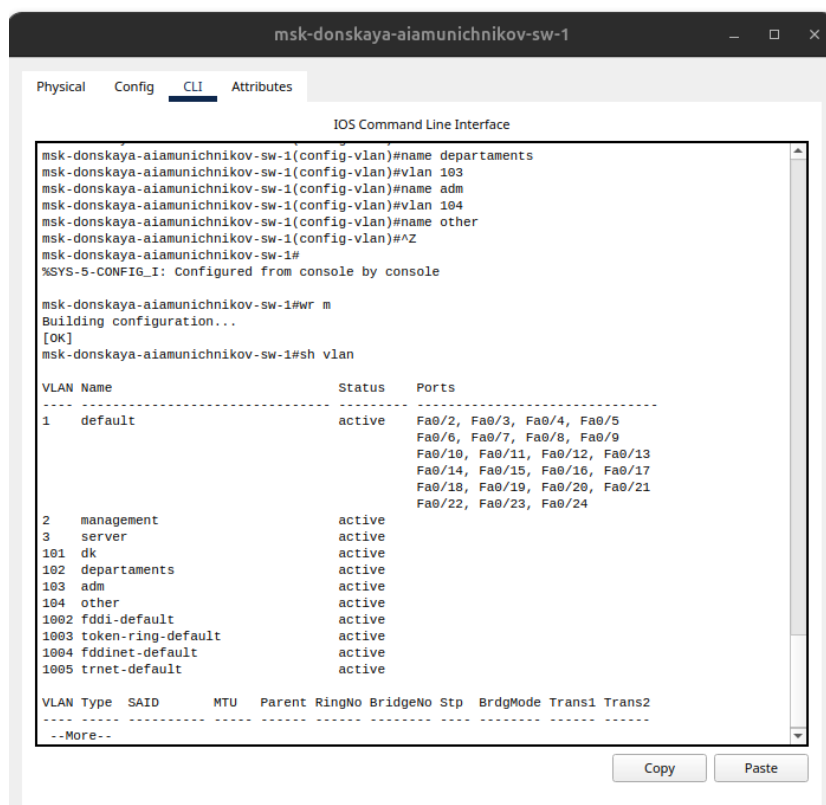 msk-donskaya-aiamunichnikov-sw-1
Physical Config CLI Attributes
IOS Command Line Interface
msk-donskaya-aiamunichnikov-sw-1(config-vlan)#name departaments
msk-donskaya-aiamunichnikov-sw-1(config-vlan)#vlan 103
msk-donskaya-aiamunichnikov-sw-1(config-vlan)#name adm
msk-donskaya-aiamunichnikov-sw-1(config-vlan)#vlan 104
msk-donskaya-aiamunichnikov-sw-1(config-vlan)#name other
msk-donskaya-aiamunichnikov-sw-1(config-vlan)#^Z
msk-donskaya-aiamunichnikov-sw-1#
%SYS-5-CONFIG_I: Configured from console by console
msk-donskaya-aiamunichnikov-sw-1#wr m
Building configuration...
[OK]
msk-donskaya-aiamunichnikov-sw-1#sh vlan
VLAN Name Status Ports
---- -------------------------------- --------- -------------------------------
1 default active Fa0/2, Fa0/3, Fa0/4, Fa0/5
Fa0/6, Fa0/7, Fa0/8, Fa0/9
Fa0/10, Fa0/11, Fa0/12, Fa0/13
Fa0/14, Fa0/15, Fa0/16, Fa0/17
Fa0/18, Fa0/19, Fa0/20, Fa0/21
Fa0/22, Fa0/23, Fa0/24
2 management active
3 server active
101 dk active
102 departaments active
103 adm active
104 other active
1002 fddi-default active
1003 token-ring-default active
1004 fddinet-default active
1005 trnet-default active
VLAN Type SAID MTU Parent RingNo BridgeNo Stp BrdgMode Trans1 Trans2
---- ----- ---------- ----- ------ ------ -------- ---- -------- ------ ------
--More--
Copy Paste